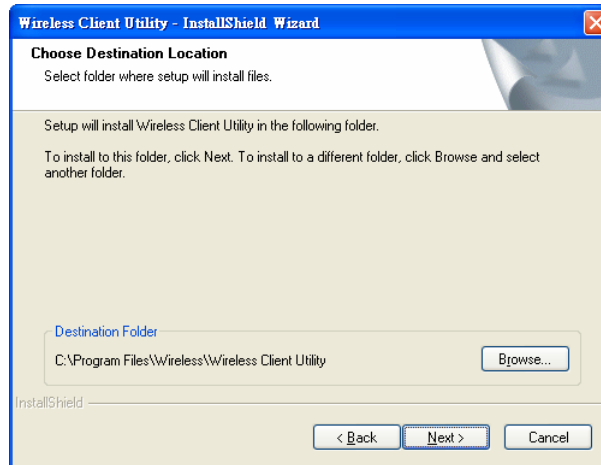 Wireless Client Utility - InstallShield Wizard
Choose Destination Location
Select folder where setup will install files.
Setup will install Wireless Client Utility in the following folder.
To install to this folder, click Next. To install to a different folder, click Browse and select
another folder.
Destination Folder
C:\Program Files\Wireless\Wireless Client Utility
Browse...
InstallShield
< Back
Next >
Cancel